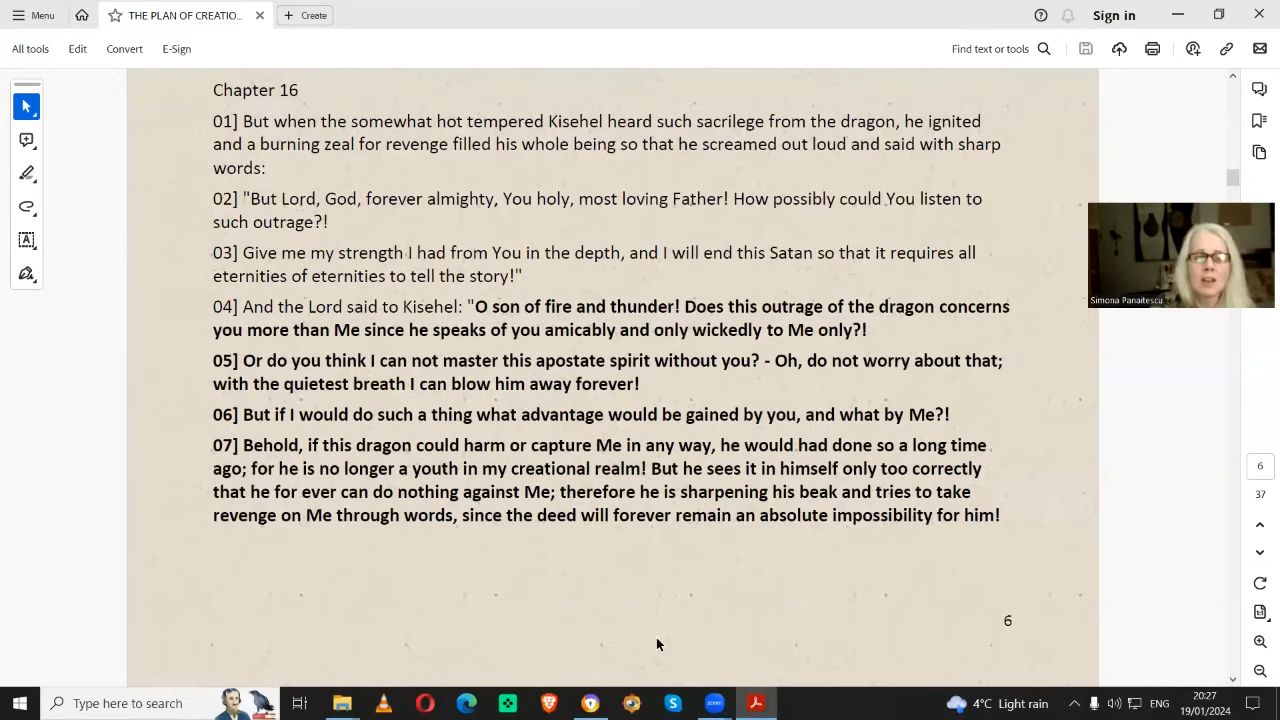 Menu
THE PLAN OF CREATIO...
Create
Sign in
All tools
Edit
Convert
E-Sign
Find text or tools
Chapter 16
01] But when the somewhat hot tempered Kisehel heard such sacrilege from the dragon, he ignited
and a burning zeal for revenge filled his whole being so that he screamed out loud and said with sharp
words:
02] "But Lord, God, forever almighty, You holy, most loving Father! How possibly could You listen to
such outrage?!
03] Give me my strength I had from You in the depth, and I will end this Satan so that it requires all
eternities of eternities to tell the story!"
04] And the Lord said to Kisehel: "O son of fire and thunder! Does this outrage of the dragon concerns
you more than Me since he speaks of you amicably and only wickedly to Me only?!
05] Or do you think I can not master this apostate spirit without you? - Oh, do not worry about that;
with the quietest breath I can blow him away forever!
06] But if I would do such a thing what advantage would be gained by you, and what by Me?!
07] Behold, if this dragon could harm or capture Me in any way, he would had done so a long time
ago; for he is no longer a youth in my creational realm! But he sees it in himself only too correctly
that he for ever can do nothing against Me; therefore he is sharpening his beak and tries to take
revenge on Me through words, since the deed will forever remain an absolute impossibility for him!
6
Simona Panaitescu
6
37
Type here to search
zoom
4°C Light rain
ENG
20:27
19/01/2024